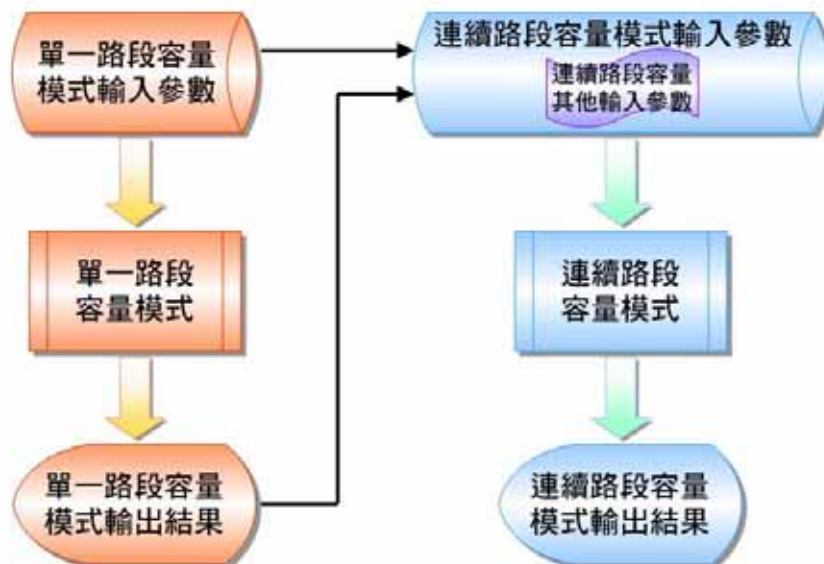 單一路段容量
模式輸入參數
連續路段容量模式輸入參數
連續路段容量
其他輸入參數
單一路段
容量模式
連續路段
容量模式
單一路段容量
模式輸出結果
連續路段容量
模式輸出結果